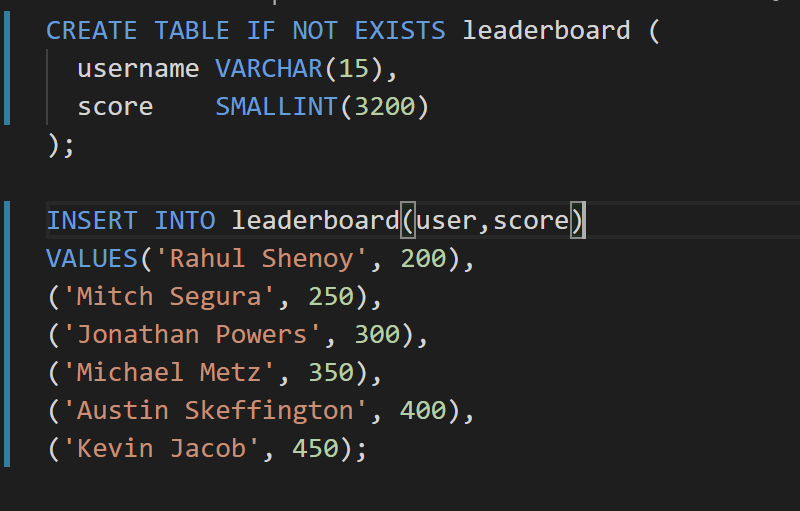 CREATE TABLE IF NOT EXISTS leaderboard (
  username VARCHAR(15),
  score    SMALLINT(3200)
);
INSERT INTO leaderboard(user,score)
VALUES('Rahul Shenoy', 200),
('Mitch Segura', 250),
('Jonathan Powers', 300),
('Michael Metz', 350),
('Austin Skeffington', 400),
('Kevin Jacob', 450);